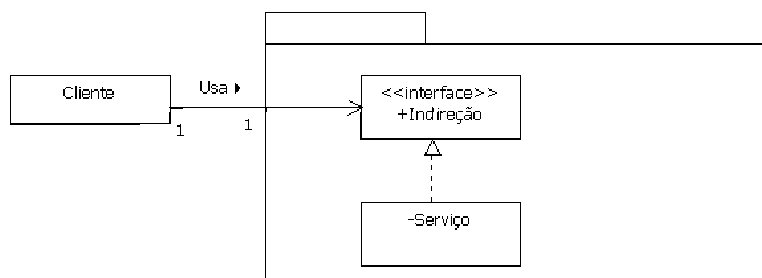 Cliente
Usa
1
1
<<interface>>
+Indireção
-Serviço